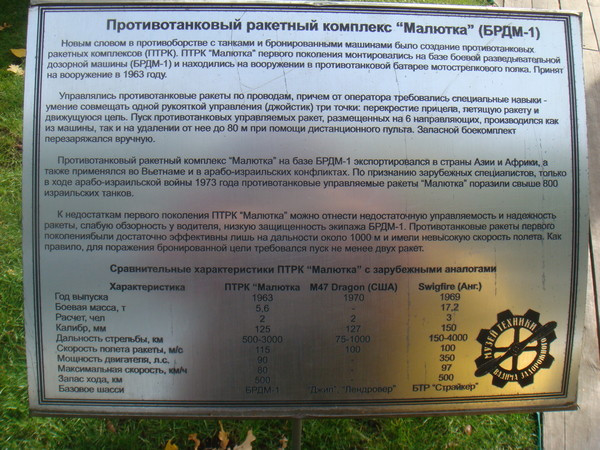 Противотанковый ракетный комплекс “Малютка” (БРДМ-1)
Новым словом в противоборстве с танками и бронированными машинами было создание противотанковых
ракетных комплексов (ПТРК). ПТРК “Малютка” первого поколения монтировались на базе боевой разведывательной
дозорной машины (БРДМ-1) и находились на вооружении в противотанковой батарее мотострелкового полка. Принят
на вооружение в 1963 году.
Управлялись противотанковые ракеты по проводам, причем от оператора требовались специальные навыки -
умение совмещать одной рукояткой управления (джойстик) три точки: перекрестие прицела, летящую ракету и
движущуюся цель. Пуск противотанковых управляемых ракет, размещенных на 6 направляющих, производился как
из машины, так и на удалении от нее до 80 м при помощи дистанционного пульта. Запасной боекомплект
перезаряжался вручную.
Противотанковый ракетный комплекс “Малютка” на базе БРДМ-1 экспортировался в страны Азии и Африки, а
также применялся во Вьетнаме и в арабо-израильских конфликтах. По признанию зарубежных специалистов, только
в ходе арабо-израильской войны 1973 года противотанковые управляемые ракеты “Малютка” поразили свыше 800
израильских танков.
К недостаткам первого поколения ПТРК “Малютка” можно отнести недостаточную управляемость и надежность
ракеты, слабую обзорность у водителя, низкую защищенность экипажа БРДМ-1. Противотанковые ракеты первого
поколениябыли достаточно эффективны лишь на дальности около 1000 м и имели невысокую скорость полета. Как
правило, для поражения бронированной цели требовался пуск не менее двух ракет.
Сравнительные характеристики ПТРК “Малютка” с зарубежными аналогами
Характеристика ПТРК “Малютка М47 Dragon (США) Swigfire (Анг.)
Год выпуска 1963 1970 1969
Боевая масса, т 5,6 - 17,2
Расчет, чел 2 2 3
Калибр, мм 125 127 150
Дальность стрельбы, км 500-3000 75-1000 150-4000
Скорость полета ракеты, м/с 115 100 100
Мощность двигателя, л.с. 90 - 350
Максимальная скорость, км/ч 80 - 97
Запас хода, км 500 - 500
Базовое шасси БРДМ-1 “Джип” “Лендровер” БТР “Страйкер”
МУЗЕЙ ТЕХНИКИ
ВАДИМА ЗАДОРОЖНОГО